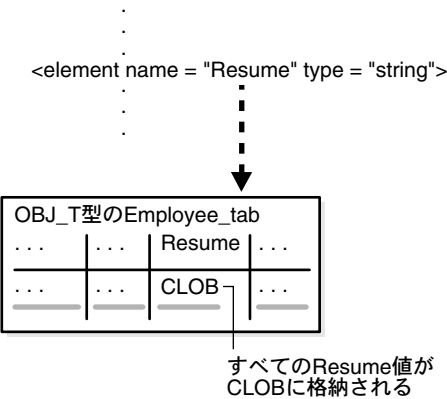 .
.
.
<element name = "Resume" type = "string">
.
.
.
OBJ_T型のEmployee_tab
. . . . . . Resume . . .
. . . . . . CLOB . . .
すべてのResume値が
CLOBに格納される